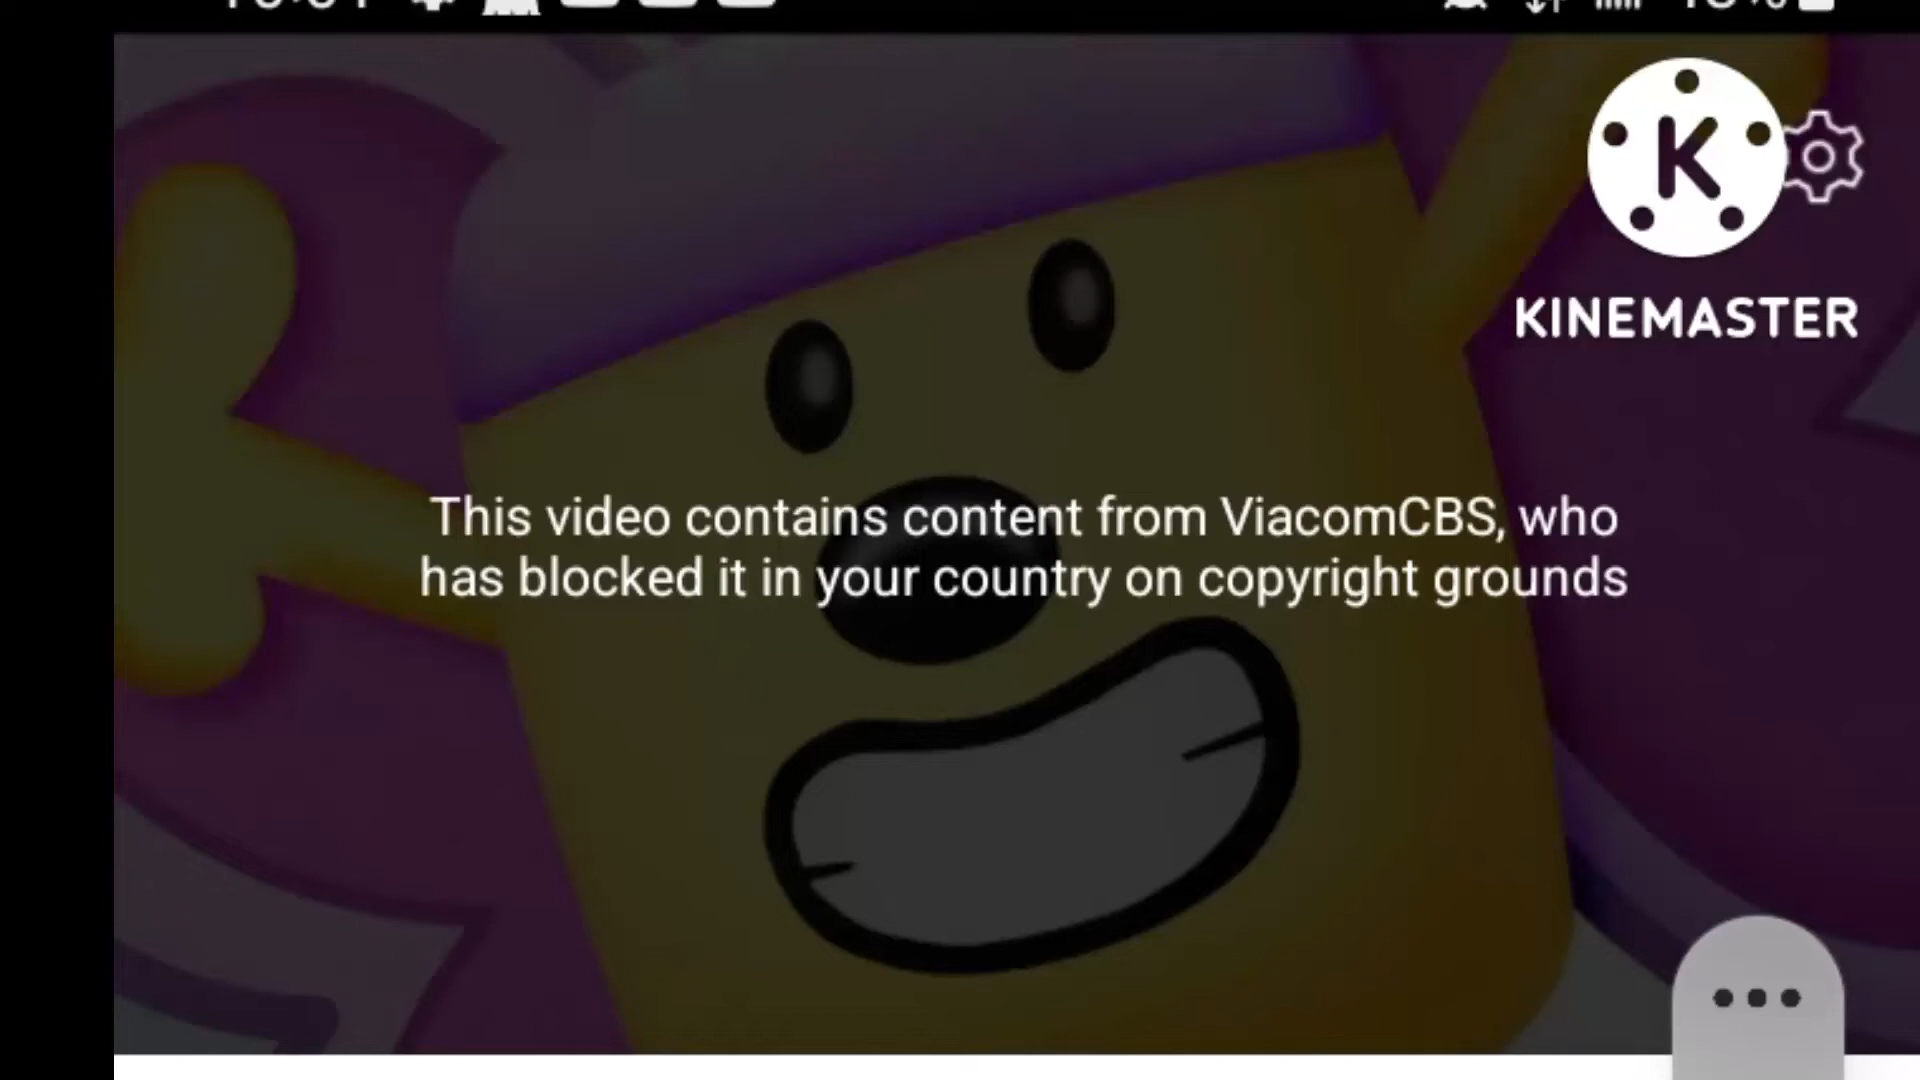 K
KINEMASTER
This video contains content from ViacomCBS, who
has blocked it in your country on copyright grounds